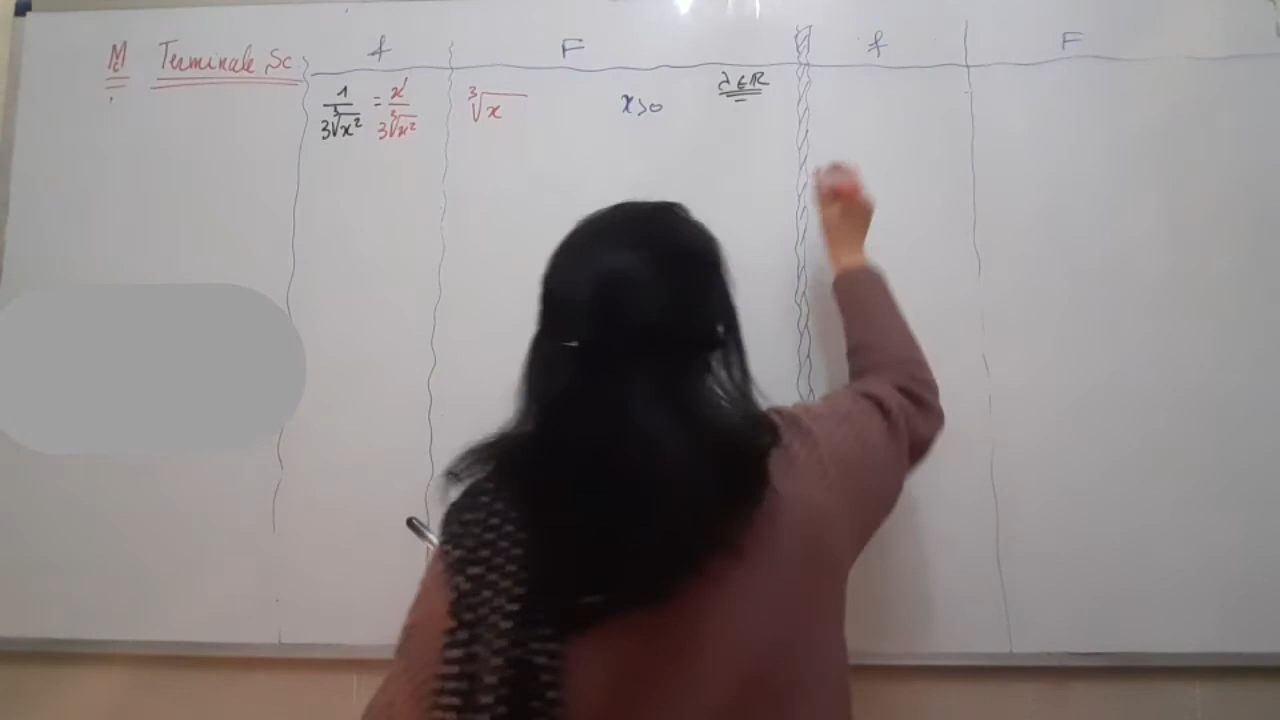 M Terminale Sc
f F f F
1/3∛x² = x'/3∛x² ∛x x>0 λ∈ℝ